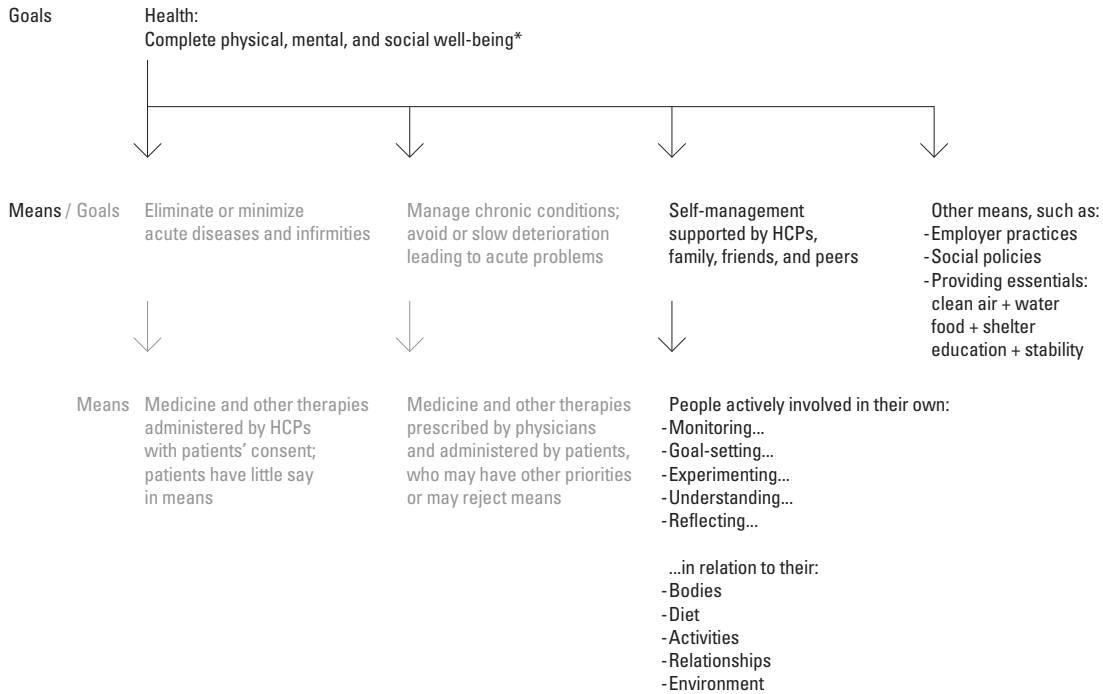 Goals
Health:
Complete physical, mental, and social well-being*
Means / Goals
Eliminate or minimize
acute diseases and infirmities
Manage chronic conditions;
avoid or slow deterioration
leading to acute problems
Self-management
supported by HCPs,
family, friends, and peers
Other means, such as:
- Employer practices
- Social policies
- Providing essentials:
clean air + water
food + shelter
education + stability
Means
Medicine and other therapies
administered by HCPs
with patients’ consent;
patients have little say
in means
Medicine and other therapies
prescribed by physicians
and administered by patients,
who may have other priorities
or may reject means
People actively involved in their own:
- Monitoring...
- Goal-setting...
- Experimenting...
- Understanding...
- Reflecting...
...in relation to their:
- Bodies
- Diet
- Activities
- Relationships
- Environment